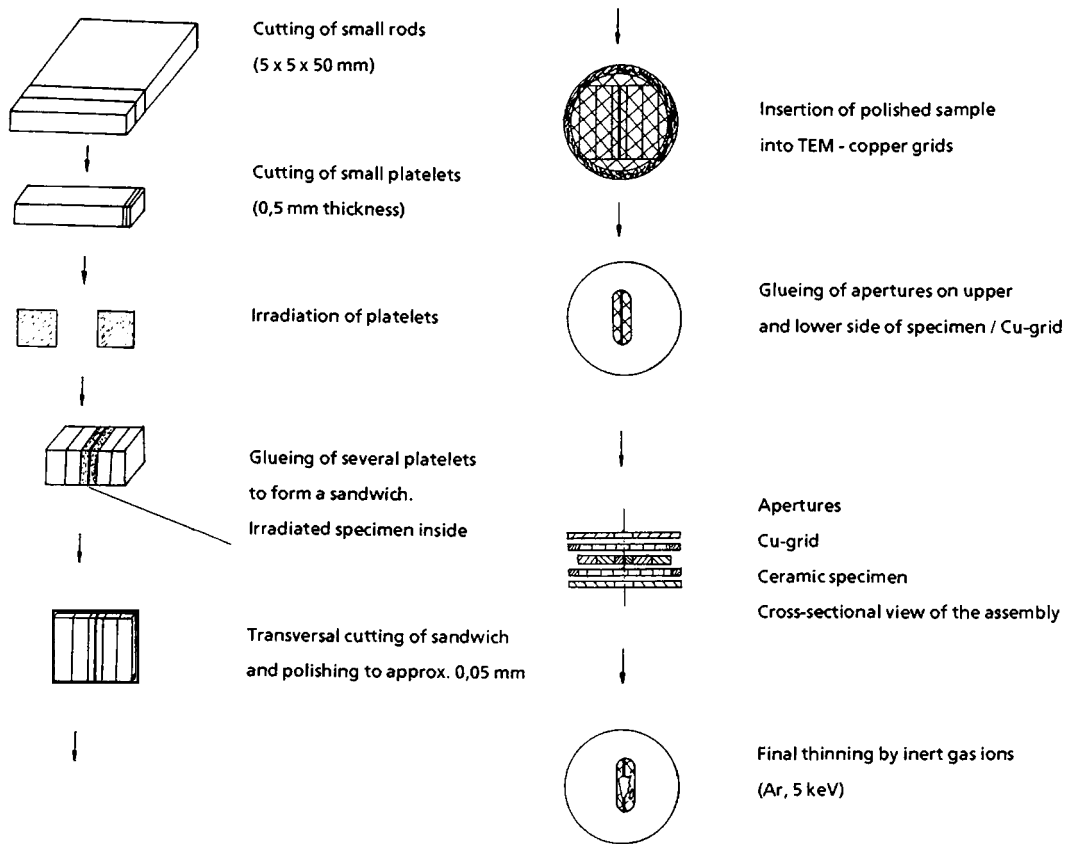 Cutting of small rods
(5 x 5 x 50 mm)
Cutting of small platelets
(0,5 mm thickness)
Irradiation of platelets
Glueing of several platelets
to form a sandwich.
Irradiated specimen inside
Transversal cutting of sandwich
and polishing to approx. 0,05 mm
Insertion of polished sample
into TEM - copper grids
Glueing of apertures on upper
and lower side of specimen / Cu-grid
Apertures
Cu-grid
Ceramic specimen
Cross-sectional view of the assembly
Final thinning by inert gas ions
(Ar, 5 keV)